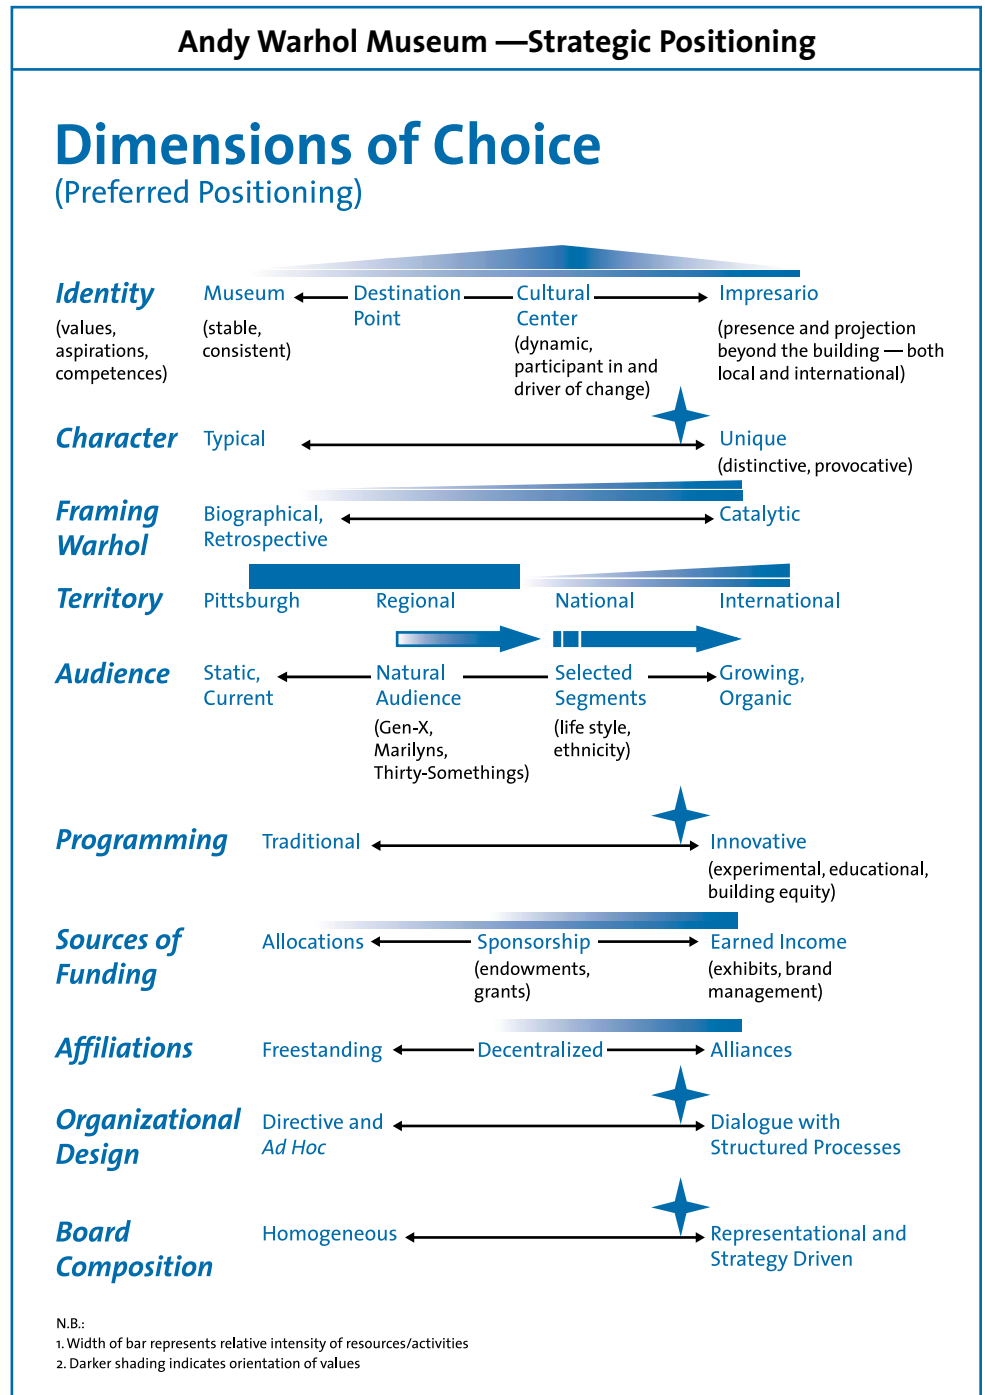 Andy Warhol Museum —Strategic Positioning
Dimensions of Choice
(Preferred Positioning)
Identity
(values,
aspirations,
competences)
Museum
(stable,
consistent)
Destination
Point
Cultural
Center
(dynamic,
participant in and
driver of change)
Impresario
(presence and projection
beyond the building — both
local and international)
Character
Typical
Unique
(distinctive, provocative)
Framing
Warhol
Biographical,
Retrospective
Catalytic
Territory
Pittsburgh
Regional
National
International
Audience
Static,
Current
Natural
Audience
(Gen-X,
Marilyns,
Thirty-Somethings)
Selected
Segments
(life style,
ethnicity)
Growing,
Organic
Programming
Traditional
Innovative
(experimental, educational,
building equity)
Sources of
Funding
Allocations
Sponsorship
(endowments,
grants)
Earned Income
(exhibits, brand
management)
Affiliations
Freestanding
Decentralized
Alliances
Organizational
Design
Directive and
Ad Hoc
Dialogue with
Structured Processes
Board
Composition
Homogeneous
Representational and
Strategy Driven
N.B.:
1. Width of bar represents relative intensity of resources/activities
2. Darker shading indicates orientation of values